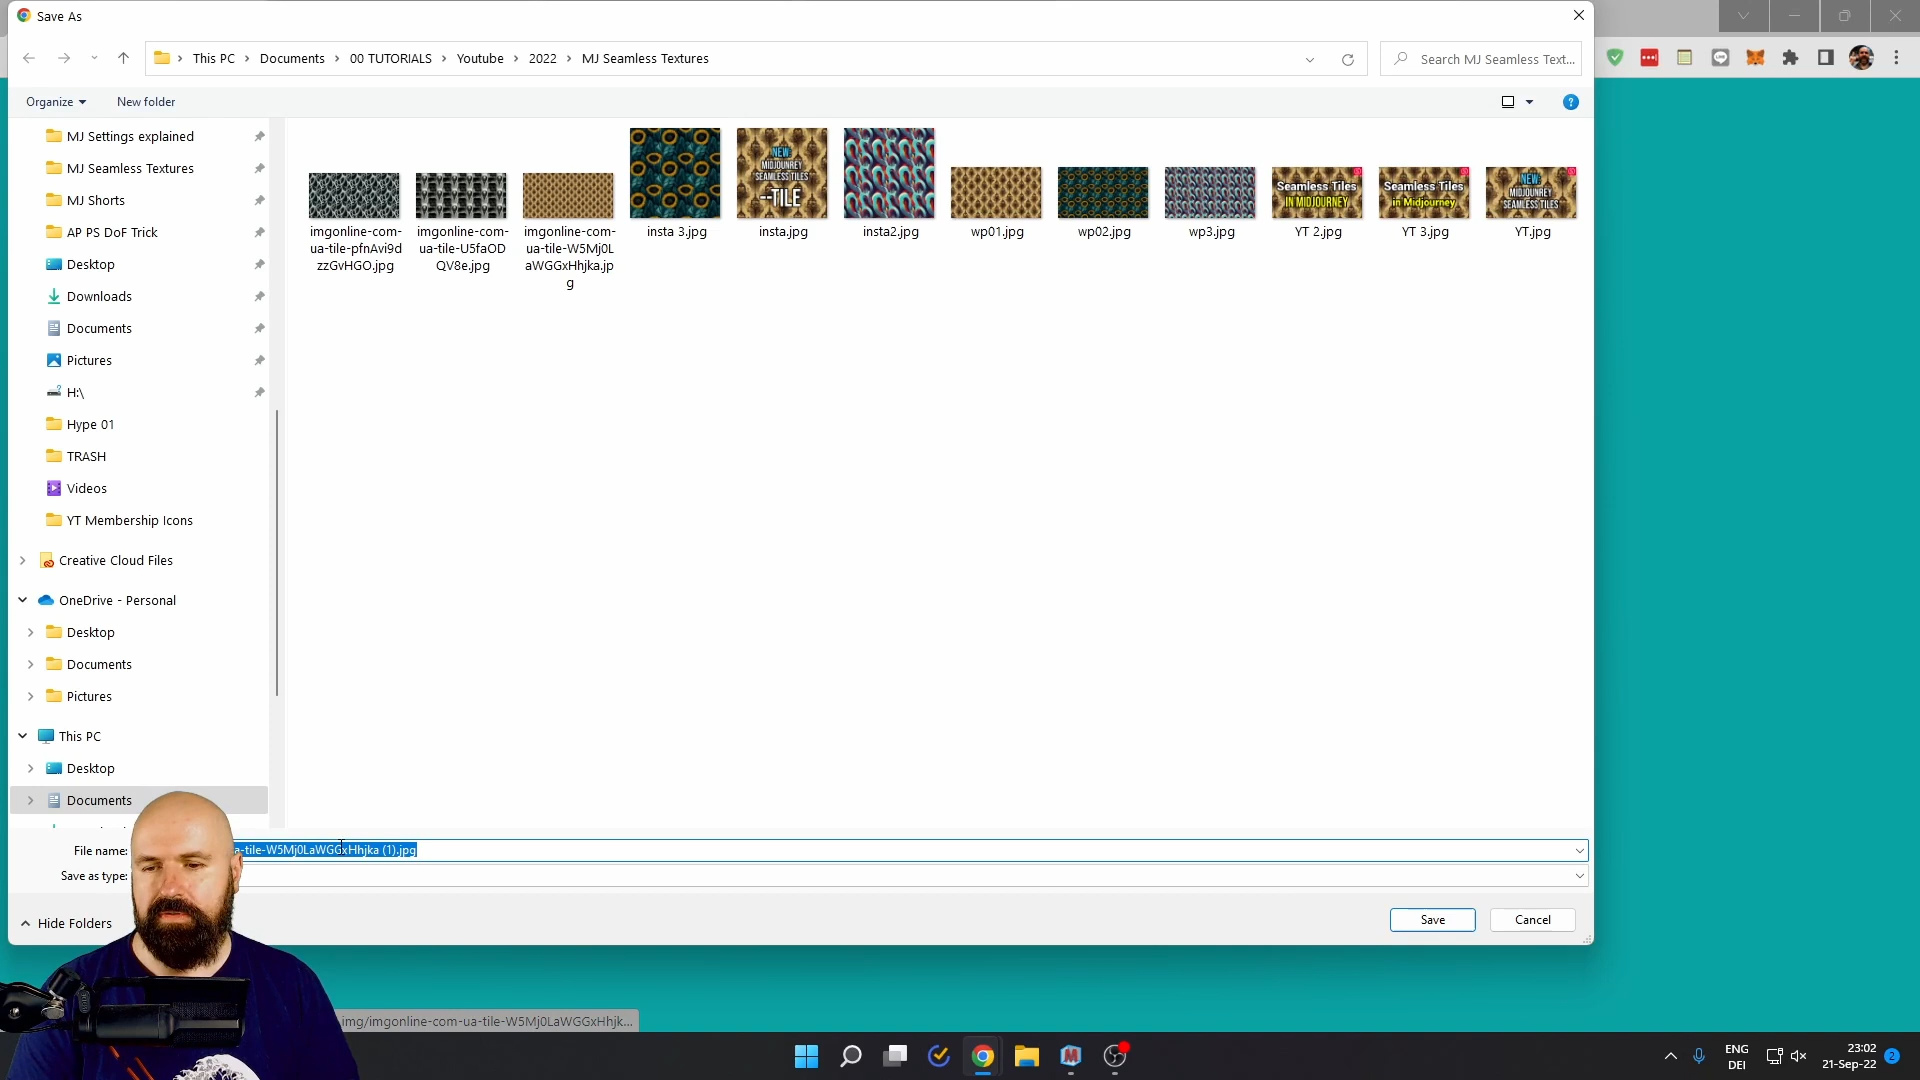 Save As
This PC > Documents > 00 TUTORIALS > Youtube > 2022 > MJ Seamless Textures
Search MJ Seamless Text...
Organize
New folder
MJ Settings explained
MJ Seamless Textures
MJ Shorts
AP PS DoF Trick
Desktop
Downloads
Documents
Pictures
H:\
Hype 01
TRASH
Videos
YT Membership Icons
Creative Cloud Files
OneDrive - Personal
Desktop
Documents
Pictures
This PC
Desktop
Documents
NEW:
MIDJOUNREY
SEAMLESS TILES
--TILE
Seamless Tiles
IN MIDJOURNEY
Seamless Tiles
in Midjourney
NEW:
MIDJOUNREY
SEAMLESS TILES
imgonline-com-
ua-tile-pfnAvi9d
zzGvHGO.jpg
imgonline-com-
ua-tile-U5faOD
QV8e.jpg
imgonline-com-
ua-tile-W5Mj0L
aWGGxHhjka.jp
g
insta 3.jpg
insta.jpg
insta2.jpg
wp01.jpg
wp02.jpg
wp3.jpg
YT 2.jpg
YT 3.jpg
YT.jpg
File name:
a-tile-W5Mj0LaWGGxHhjka (1).jpg
Save as type:
Hide Folders
Save
Cancel
img/imgonline-com-ua-tile-W5Mj0LaWGGxHhjk...
ENG
DEI
23:02
21-Sep-22
2